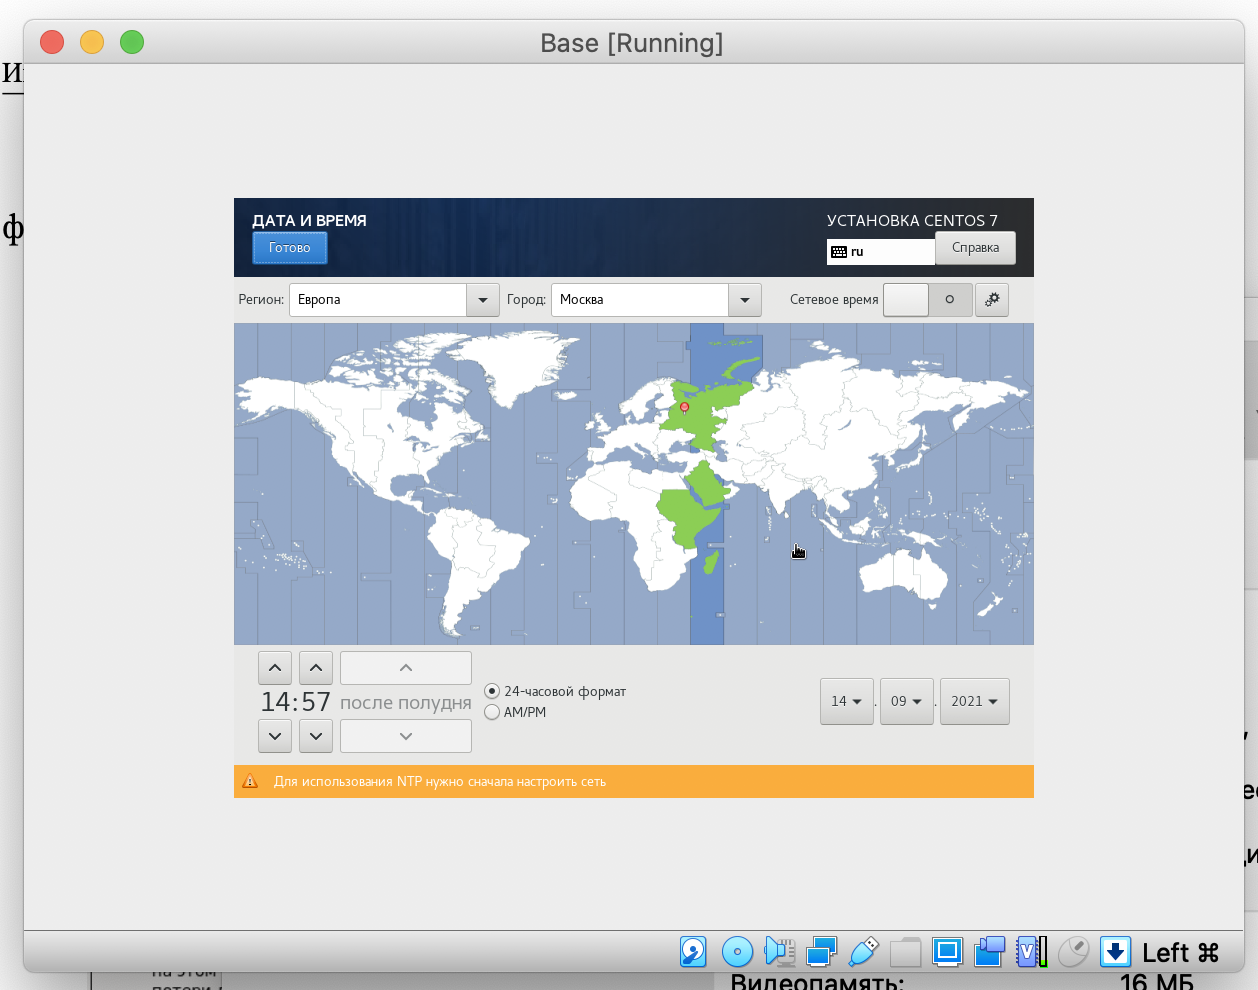 Base [Running]
ДАТА И ВРЕМЯ
УСТАНОВКА CENTOS 7
Готово
ru
Справка
Регион: Европа Город: Москва Сетевое время
14:57 после полудня
24-часовой формат
AM/PM
14 . 09 . 2021
Для использования NTP нужно сначала настроить сеть
Left ⌘
на этом
Видеопамять: 16 МБ